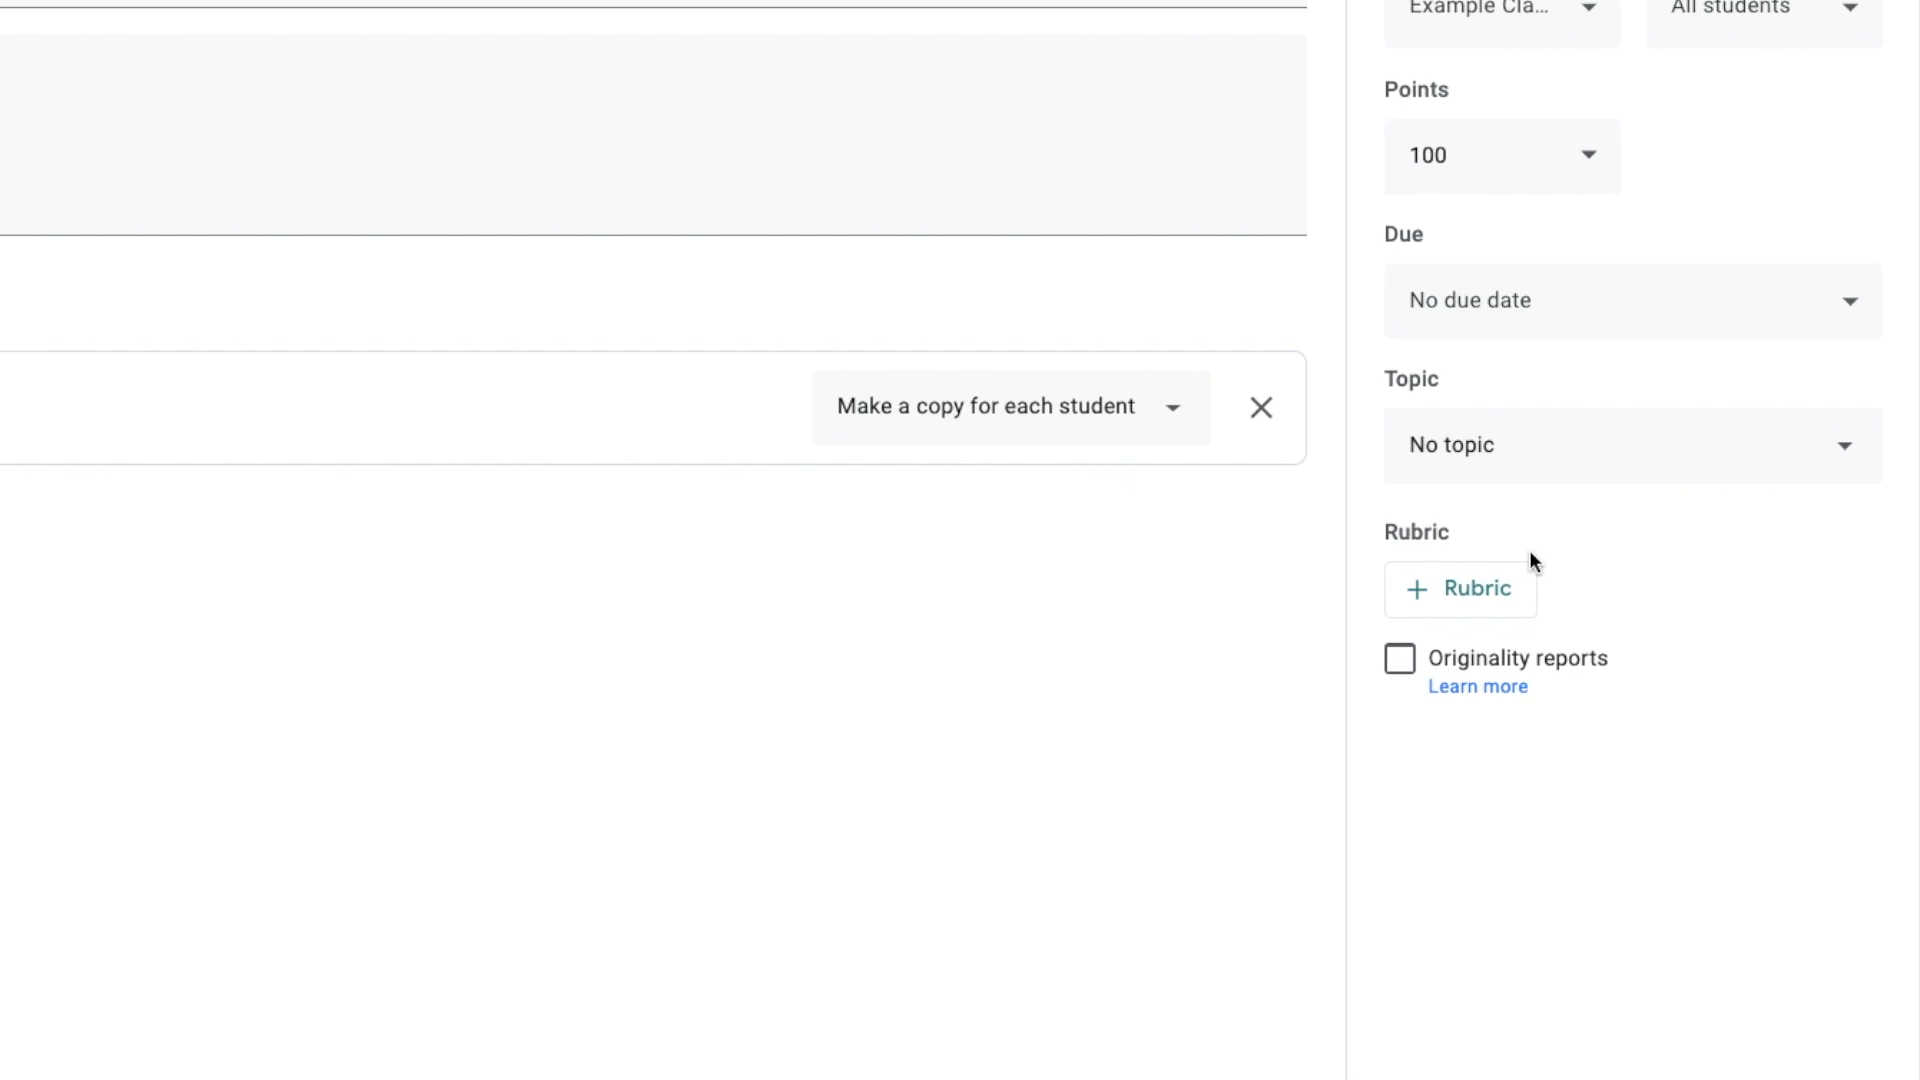 Example Cla...
All students
Points
100
Due
No due date
Make a copy for each student
Topic
No topic
Rubric
Rubric
Originality reports
Learn more